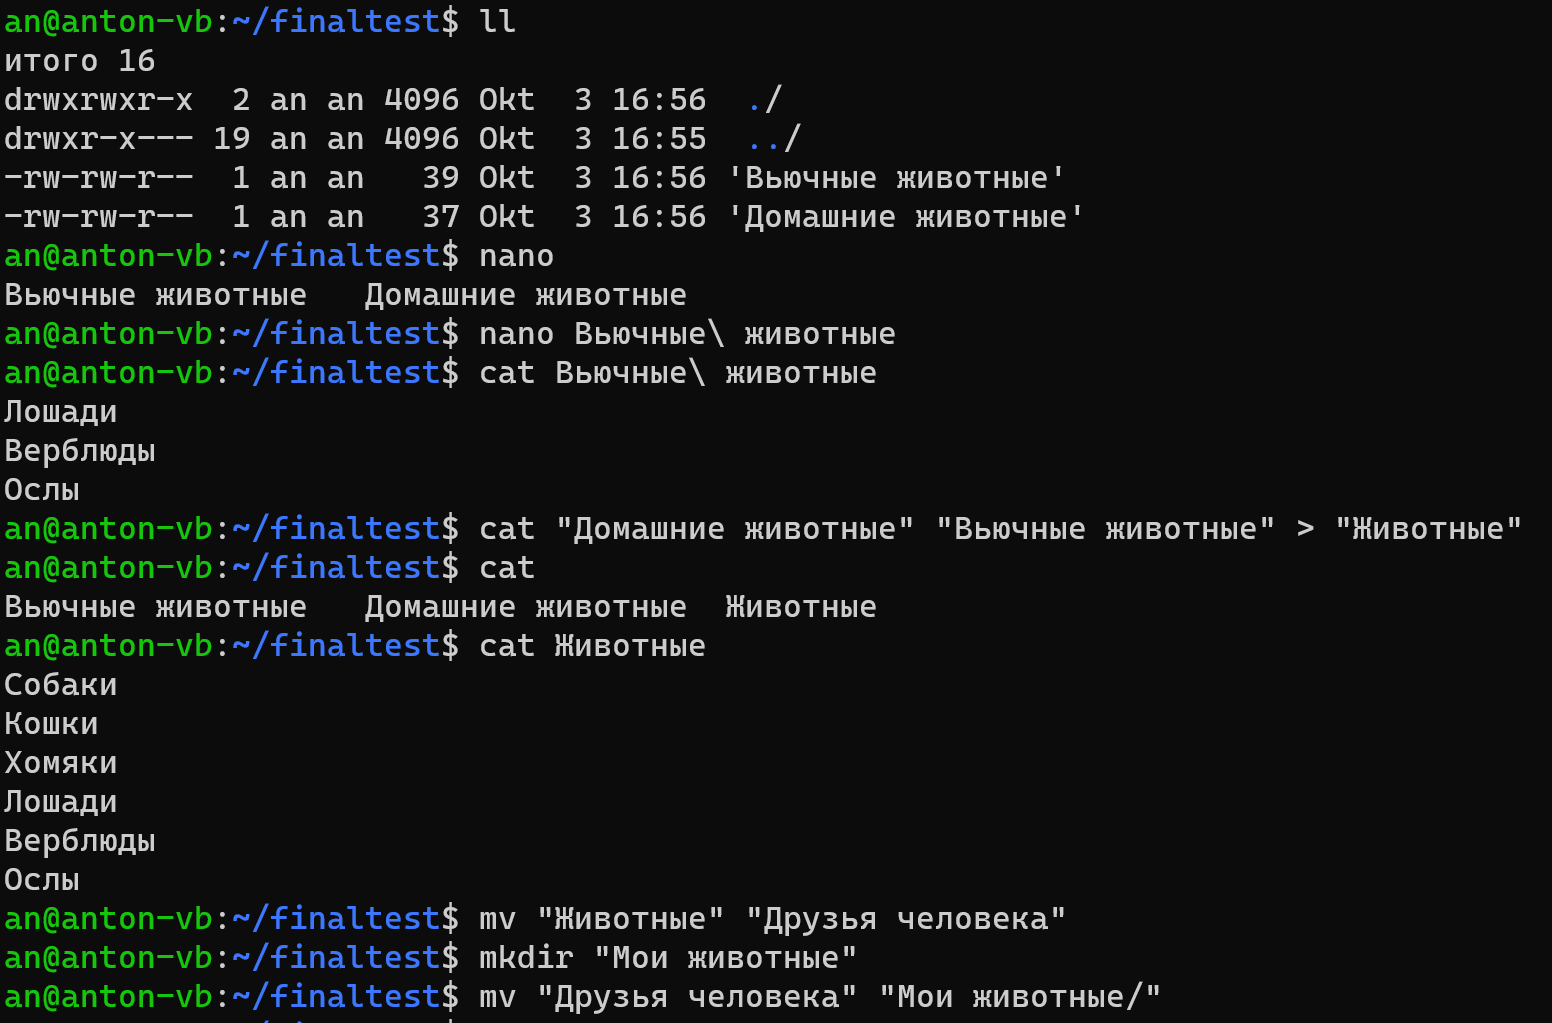 an@anton-vb:~/finaltest$ ll
итого 16
drwxrwxr-x  2 an an 4096 Okt  3 16:56  ./
drwxr-x--- 19 an an 4096 Okt  3 16:55  ../
-rw-rw-r--  1 an an   39 Okt  3 16:56 'Вьючные животные'
-rw-rw-r--  1 an an   37 Okt  3 16:56 'Домашние животные'
an@anton-vb:~/finaltest$ nano
Вьючные животные   Домашние животные
an@anton-vb:~/finaltest$ nano Вьючные\ животные
an@anton-vb:~/finaltest$ cat Вьючные\ животные
Лошади
Верблюды
Ослы
an@anton-vb:~/finaltest$ cat "Домашние животные" "Вьючные животные" > "Животные"
an@anton-vb:~/finaltest$ cat
Вьючные животные   Домашние животные  Животные
an@anton-vb:~/finaltest$ cat Животные
Собаки
Кошки
Хомяки
Лошади
Верблюды
Ослы
an@anton-vb:~/finaltest$ mv "Животные" "Друзья человека"
an@anton-vb:~/finaltest$ mkdir "Мои животные"
an@anton-vb:~/finaltest$ mv "Друзья человека" "Мои животные/"